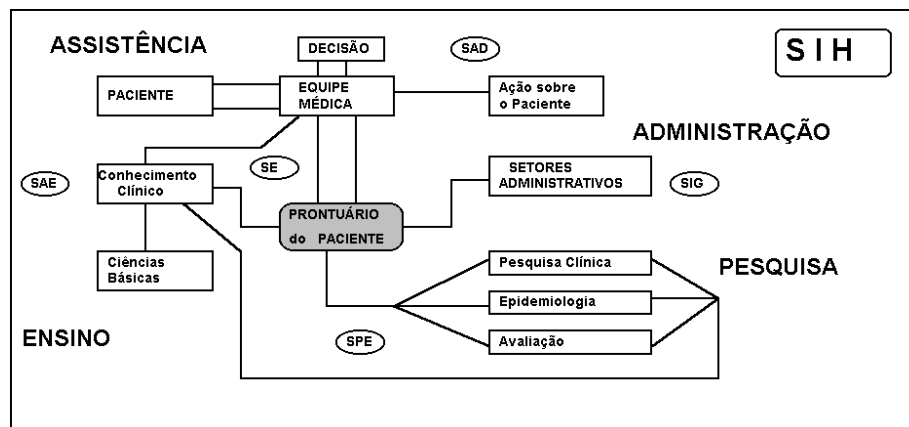 ASSISTÊNCIA
DECISÃO
SAD
S I H
PACIENTE
EQUIPE
MÉDICA
Ação sobre
o Paciente
ADMINISTRAÇÃO
SAE
Conhecimento
Clínico
SE
SETORES
ADMINISTRATIVOS
SIG
PRONTUÁRIO
do PACIENTE
Ciências
Básicas
Pesquisa Clínica
PESQUISA
Epidemiologia
ENSINO
SPE
Avaliação